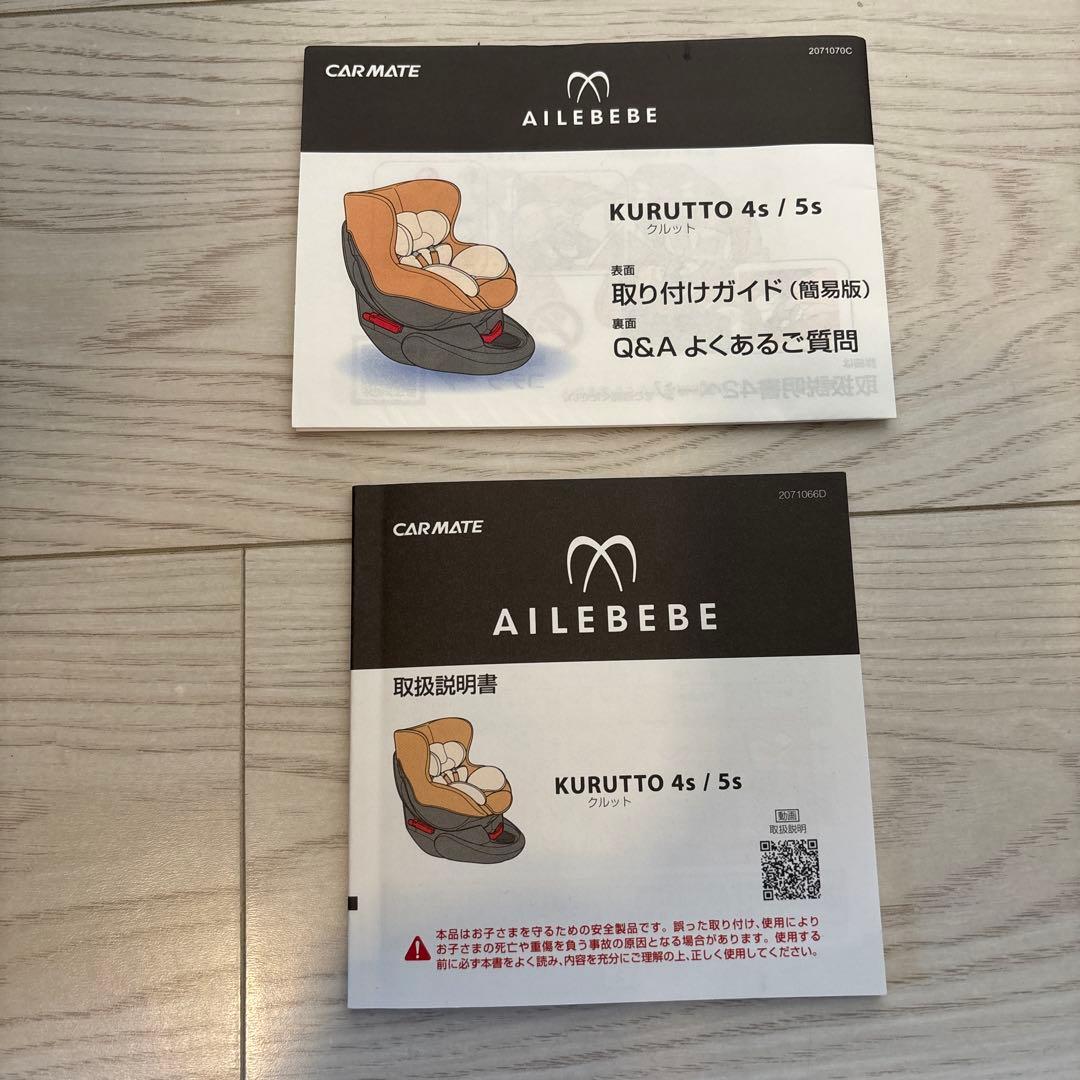 CARMATE
2071070C
AILEBEBE
KURUTTO 4s / 5s
クルット
表面
取り付けガイド(簡易版)
裏面
Q&A よくあるご質問
2071066D
CARMATE
AILEBEBE
取扱説明書
KURUTTO 4s / 5s
クルット
動画
取扱説明
本品はお子さまを守るための安全製品です。誤った取り付け、使用により
お子さまの死亡や重傷を負う事故の原因となる場合があります。使用する
前に必ず本書をよく読み、内容を充分にご理解の上、正しく使用してください。